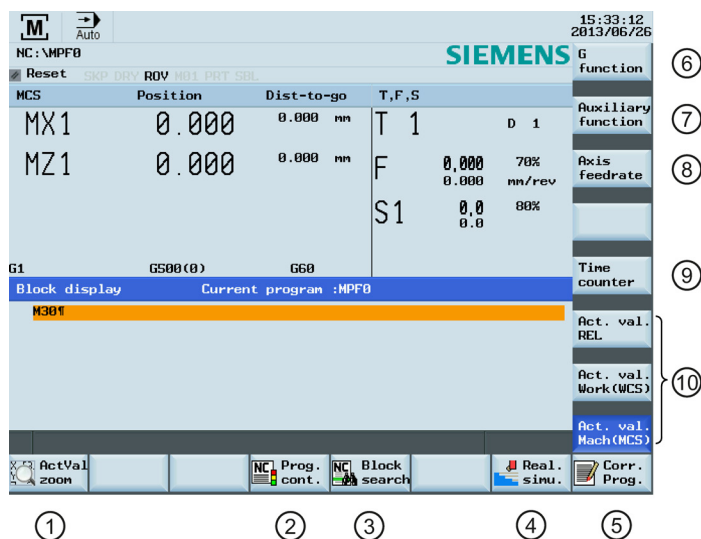 M
Auto
15:33:12
2013/06/26
NC:\MPF0
SIEMENS
Reset SKP DRY ROV M01 PRT SBL
MCS Position Dist-to-go T,F,S
MX1 0.000 0.000 mm T 1 D 1
MZ1 0.000 0.000 mm F 0,000 70%
0.000 mm/rev
S1 0,0 80%
0.0
G1 G500(0) G60
Block display Current program :MPF0
M30¶
G
function
6
Auxiliary
function
7
Axis
feedrate
8
Time
counter
9
Act. val.
REL
Act. val.
Work(WCS)
10
Act. val.
Mach(MCS)
ActVal
zoom
NC Prog.
cont.
NC Block
search
Real.
simu.
Corr.
Prog.
1 2 3 4 5